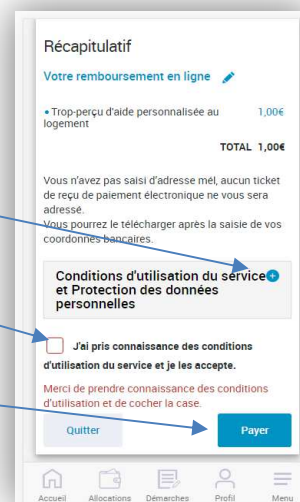 Récapitulatif
Votre remboursement en ligne
• Trop-perçu d'aide personnalisée au 1,00€
logement
TOTAL 1,00€
Vous n'avez pas saisi d'adresse mél, aucun ticket
de reçu de paiement électronique ne vous sera
adressé.
Vous pourrez le télécharger après la saisie de vos
coordonnés bancaires.
Conditions d'utilisation du service
et Protection des données
personnelles
J'ai pris connaissance des conditions
d'utilisation du service et je les accepte.
Merci de prendre connaissance des conditions
d'utilisation et de cocher la case.
Quitter Payer
Accueil Allocations Démarches Profil Menu